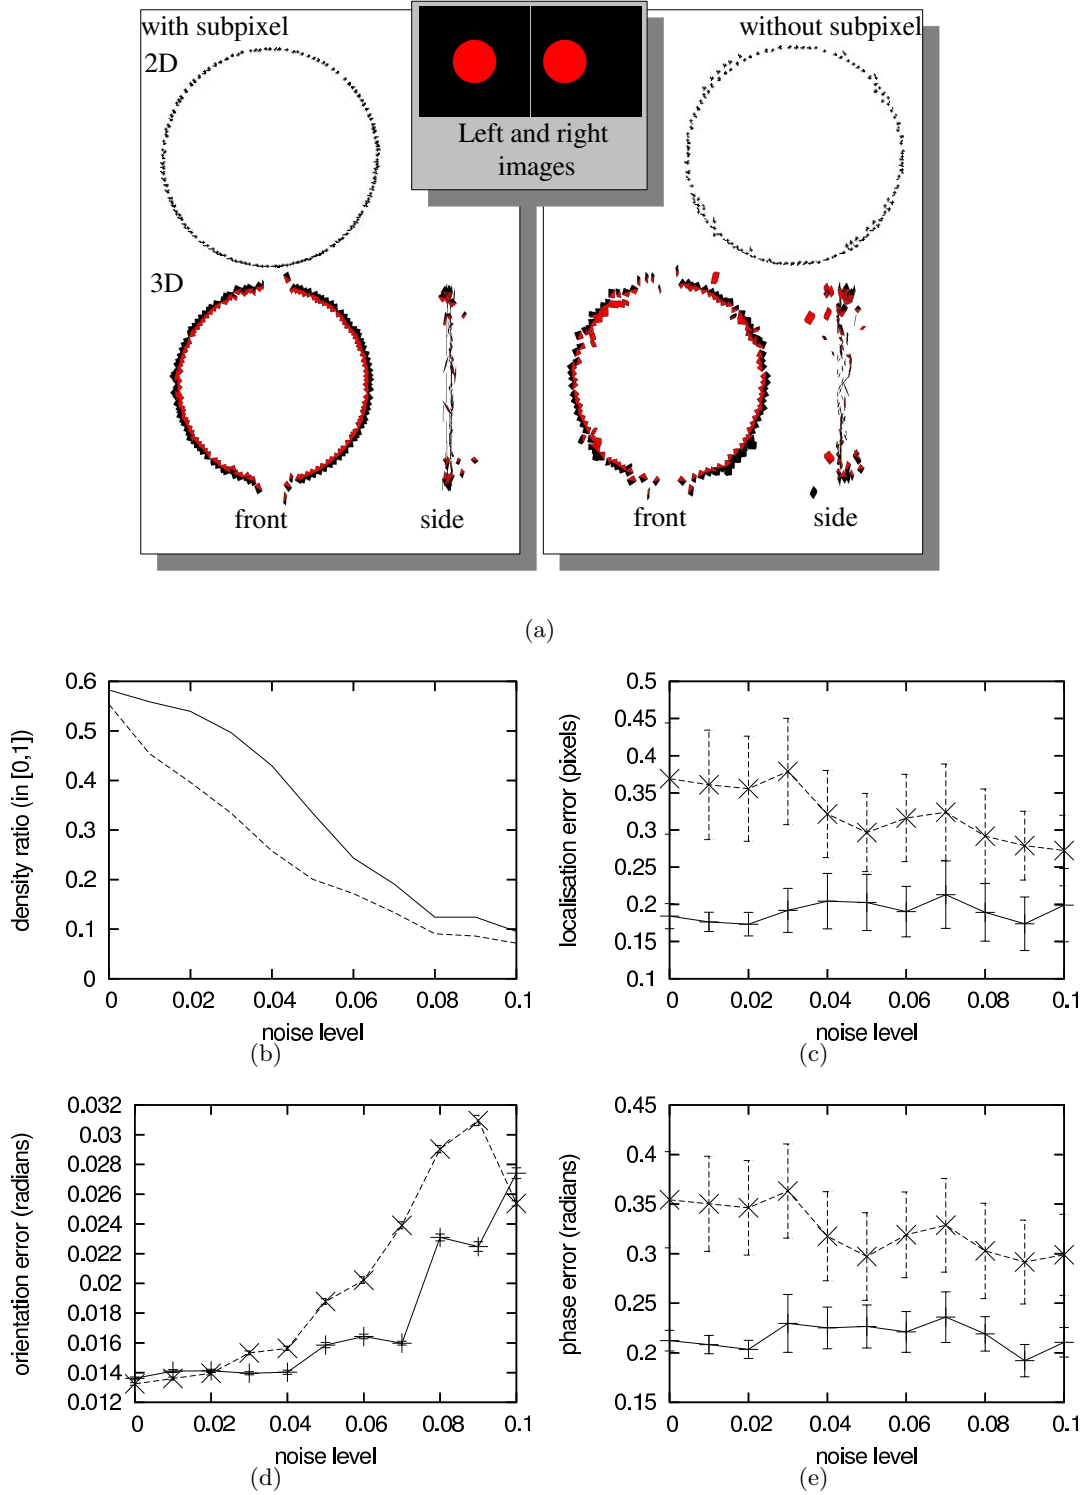 with subpixel
without subpixel
2D
Left and right
images
3D
front
side
front
side
(a)
0.6
0.5
0.4
0.3
0.2
0.1
0
density ratio (in [0,1])
0 0.02 0.04 0.06 0.08 0.1
noise level
(b)
0.5
0.45
0.4
0.35
0.3
0.25
0.2
0.15
0.1
localisation error (pixels)
0 0.02 0.04 0.06 0.08 0.1
noise level
(c)
0.032
0.03
0.028
0.026
0.024
0.022
0.02
0.018
0.016
0.014
0.012
orientation error (radians)
0 0.02 0.04 0.06 0.08 0.1
noise level
(d)
0.45
0.4
0.35
0.3
0.25
0.2
0.15
phase error (radians)
0 0.02 0.04 0.06 0.08 0.1
noise level
(e)